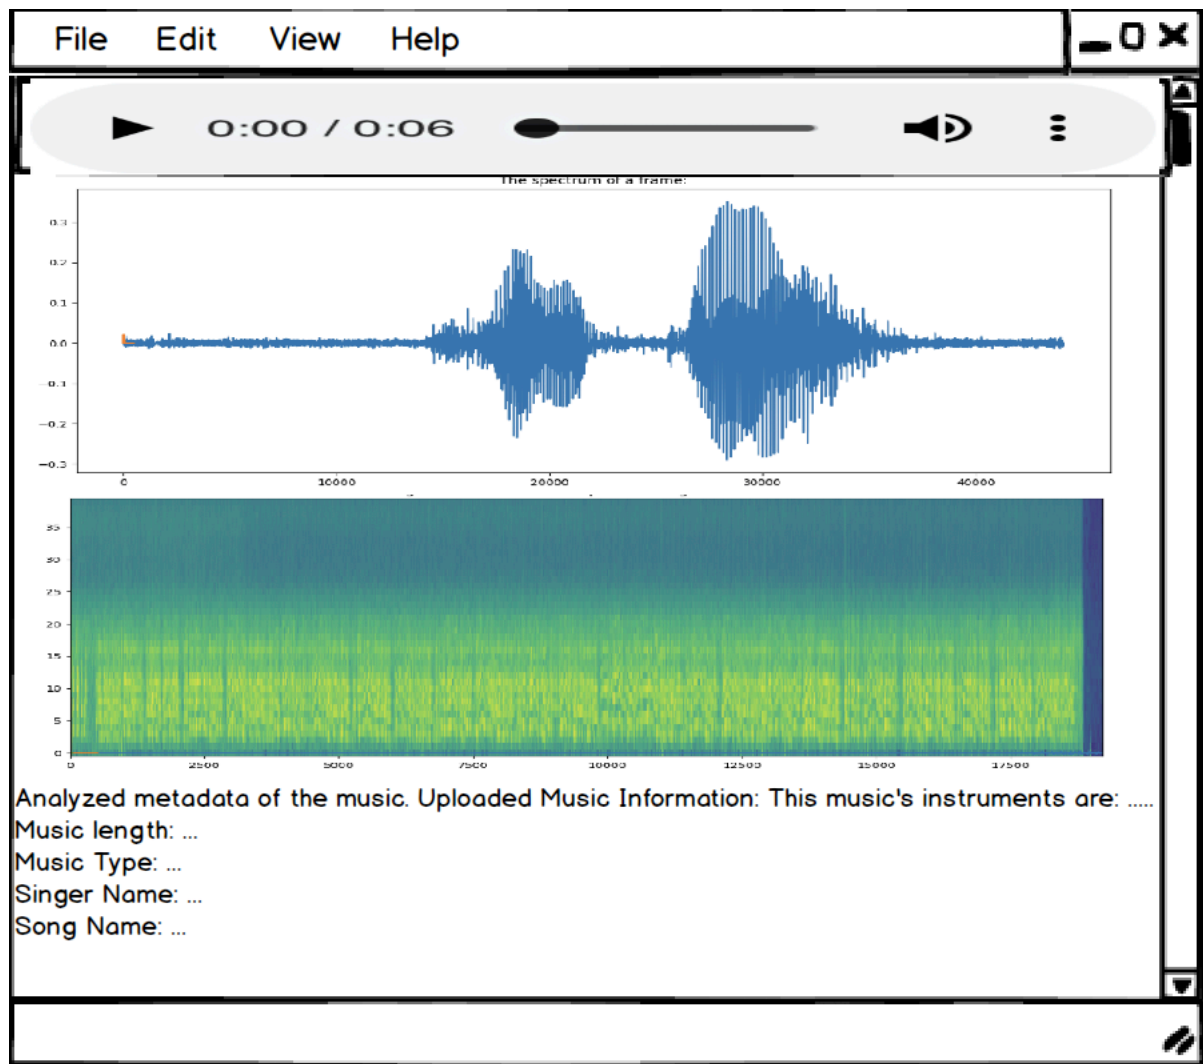 File Edit View Help
0:00 / 0:06
The spectrum of a frame:
0.3
0.2
0.1
0.0
−0.1
−0.2
−0.3
0 10000 20000 30000 40000
35
30
25
20
15
10
5
0
0 2500 5000 7500 10000 12500 15000 17500
Analyzed metadata of the music. Uploaded Music Information: This music's instruments are: .....
Music length: ...
Music Type: ...
Singer Name: ...
Song Name: ...